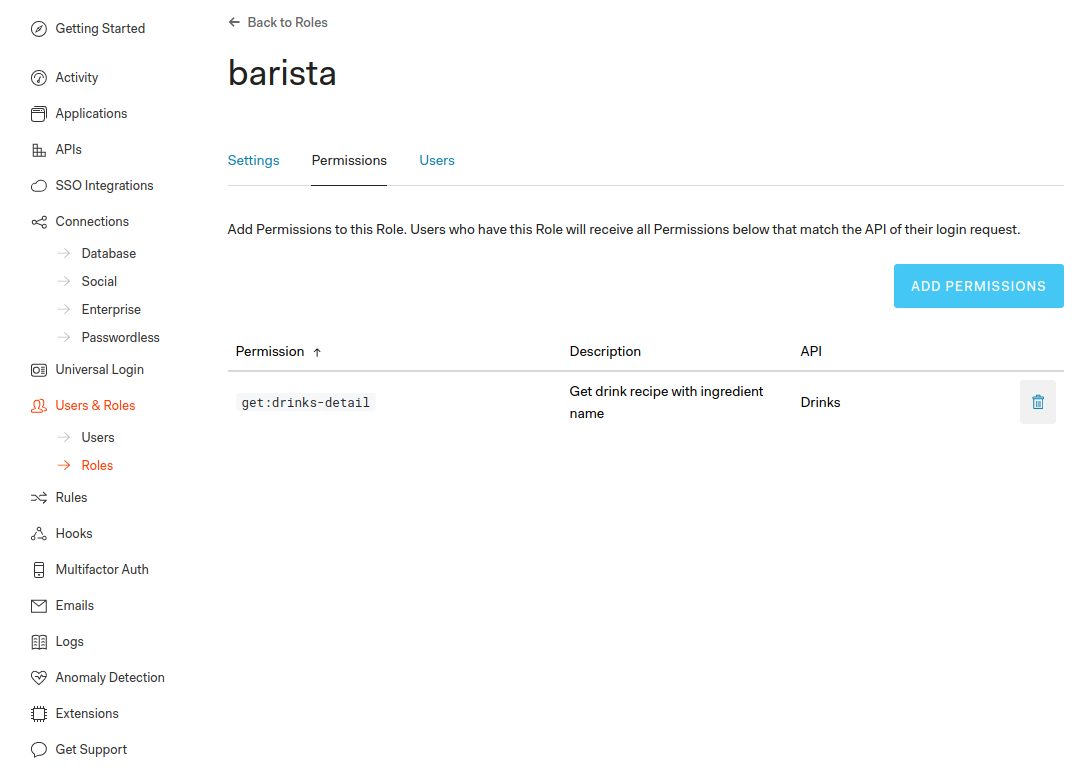 Getting Started
Activity
Applications
APIs
SSO Integrations
Connections
Database
Social
Enterprise
Passwordless
Universal Login
Users & Roles
Users
Roles
Rules
Hooks
Multifactor Auth
Emails
Logs
Anomaly Detection
Extensions
Get Support
← Back to Roles
barista
Settings Permissions Users
Add Permissions to this Role. Users who have this Role will receive all Permissions below that match the API of their login request.
ADD PERMISSIONS
Permission ↑ Description API
get:drinks-detail Get drink recipe with ingredient Drinks
name